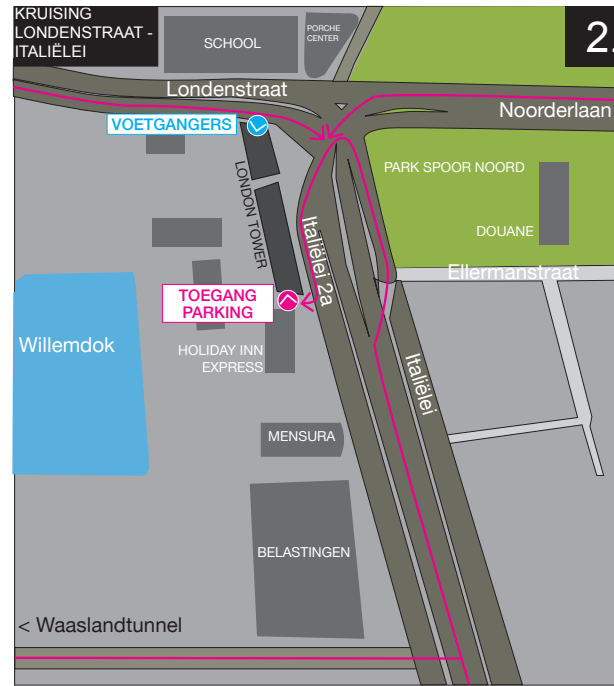 KRUISING
LONDENSTRAAT -
ITALIËLEI
2.
SCHOOL
PORCHE
CENTER
Londenstraat
Noorderlaan
VOETGANGERS
LONDON TOWER
PARK SPOOR NOORD
DOUANE
Italiëlei 2a
Ellermanstraat
TOEGANG
PARKING
Willemdok
HOLIDAY INN
EXPRESS
Italiëlei
MENSURA
BELASTINGEN
< Waaslandtunnel